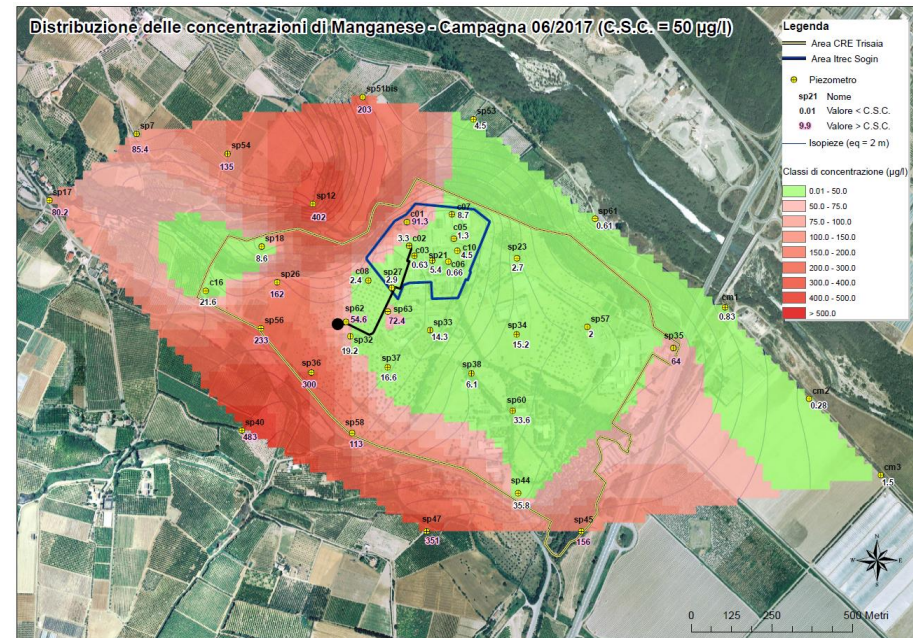 Distribuzione delle concentrazioni di Manganese - Campagna 06/2017 (C.S.C. = 50 µg/l)
Legenda
Area CRE Trisaia
Area Itrec Sogin
Piezometro
sp21 Nome
0.01 Valore < C.S.C.
9.9 Valore > C.S.C.
Isopieze (eq = 2 m)
Classi di concentrazione (µg/l)
0.01 - 50.0
50.0 - 75.0
75.0 - 100.0
100.0 - 150.0
150.0 - 200.0
200.0 - 300.0
300.0 - 400.0
400.0 - 500.0
> 500.0
sp51bis
203
sp53
4.5
sp7
85.4
sp54
135
sp17
80.2
sp12
402
c01
91.3
c07
8.7
sp61
0.61
c05
1.3
sp18
8.6
3.3
c02
c03
0.63
sp21
5.4
c10
4.5
c06
0.66
sp23
2.7
c16
21.6
sp26
162
c08
2.4
sp27
2.9
cm1
0.83
sp62
54.6
sp63
72.4
sp56
233
sp32
19.2
sp33
14.3
sp34
15.2
sp57
2
sp35
64
sp36
300
sp37
16.6
sp38
6.1
cm2
0.28
sp60
33.6
sp40
483
sp58
113
cm3
1.5
sp44
35.8
sp47
351
sp45
156
N
W
E
S
0 125 250 500 Metri